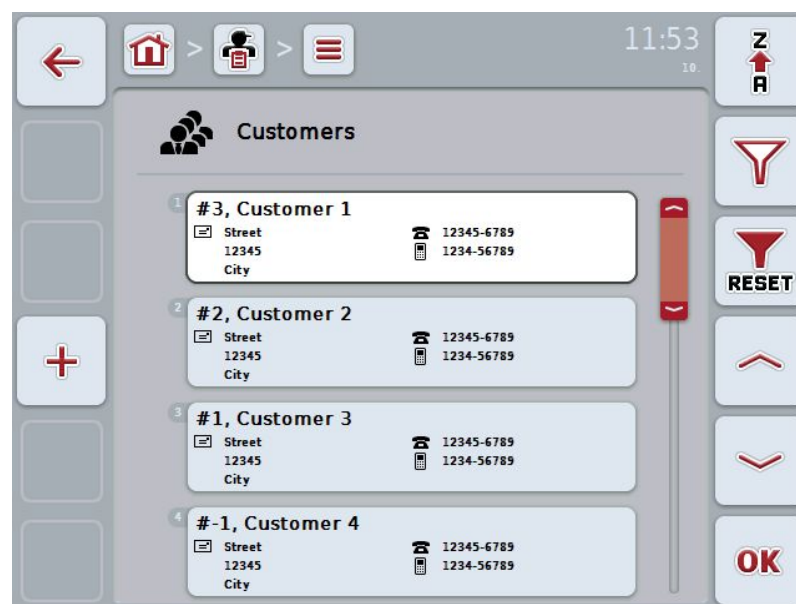 11:53
10.
Z
A
Customers
1
#3, Customer 1
Street 12345-6789
12345 1234-56789
City
RESET
2
#2, Customer 2
Street 12345-6789
12345 1234-56789
City
3
#1, Customer 3
Street 12345-6789
12345 1234-56789
City
4
#-1, Customer 4
Street 12345-6789
12345 1234-56789
City
OK